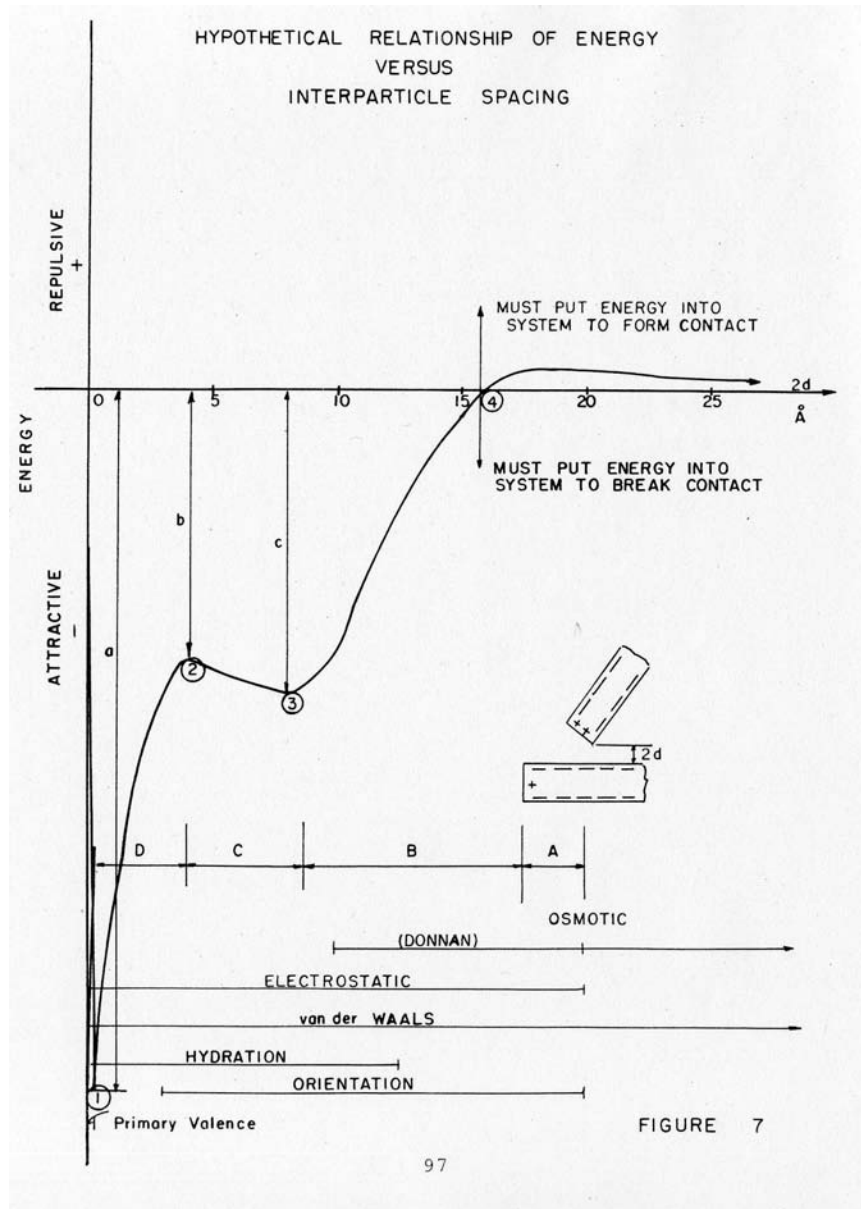 HYPOTHETICAL RELATIONSHIP OF ENERGY
VERSUS
INTERPARTICLE SPACING
REPULSIVE
+
MUST PUT ENERGY INTO
SYSTEM TO FORM CONTACT
0 5 10 15 20 25 2d
Å
4
ENERGY
MUST PUT ENERGY INTO
SYSTEM TO BREAK CONTACT
b
c
ATTRACTIVE
−
a
2
3
+ +
2d
+
D C B A
OSMOTIC
(DONNAN)
ELECTROSTATIC
van der WAALS
HYDRATION
ORIENTATION
1
Primary Valence
FIGURE 7
97